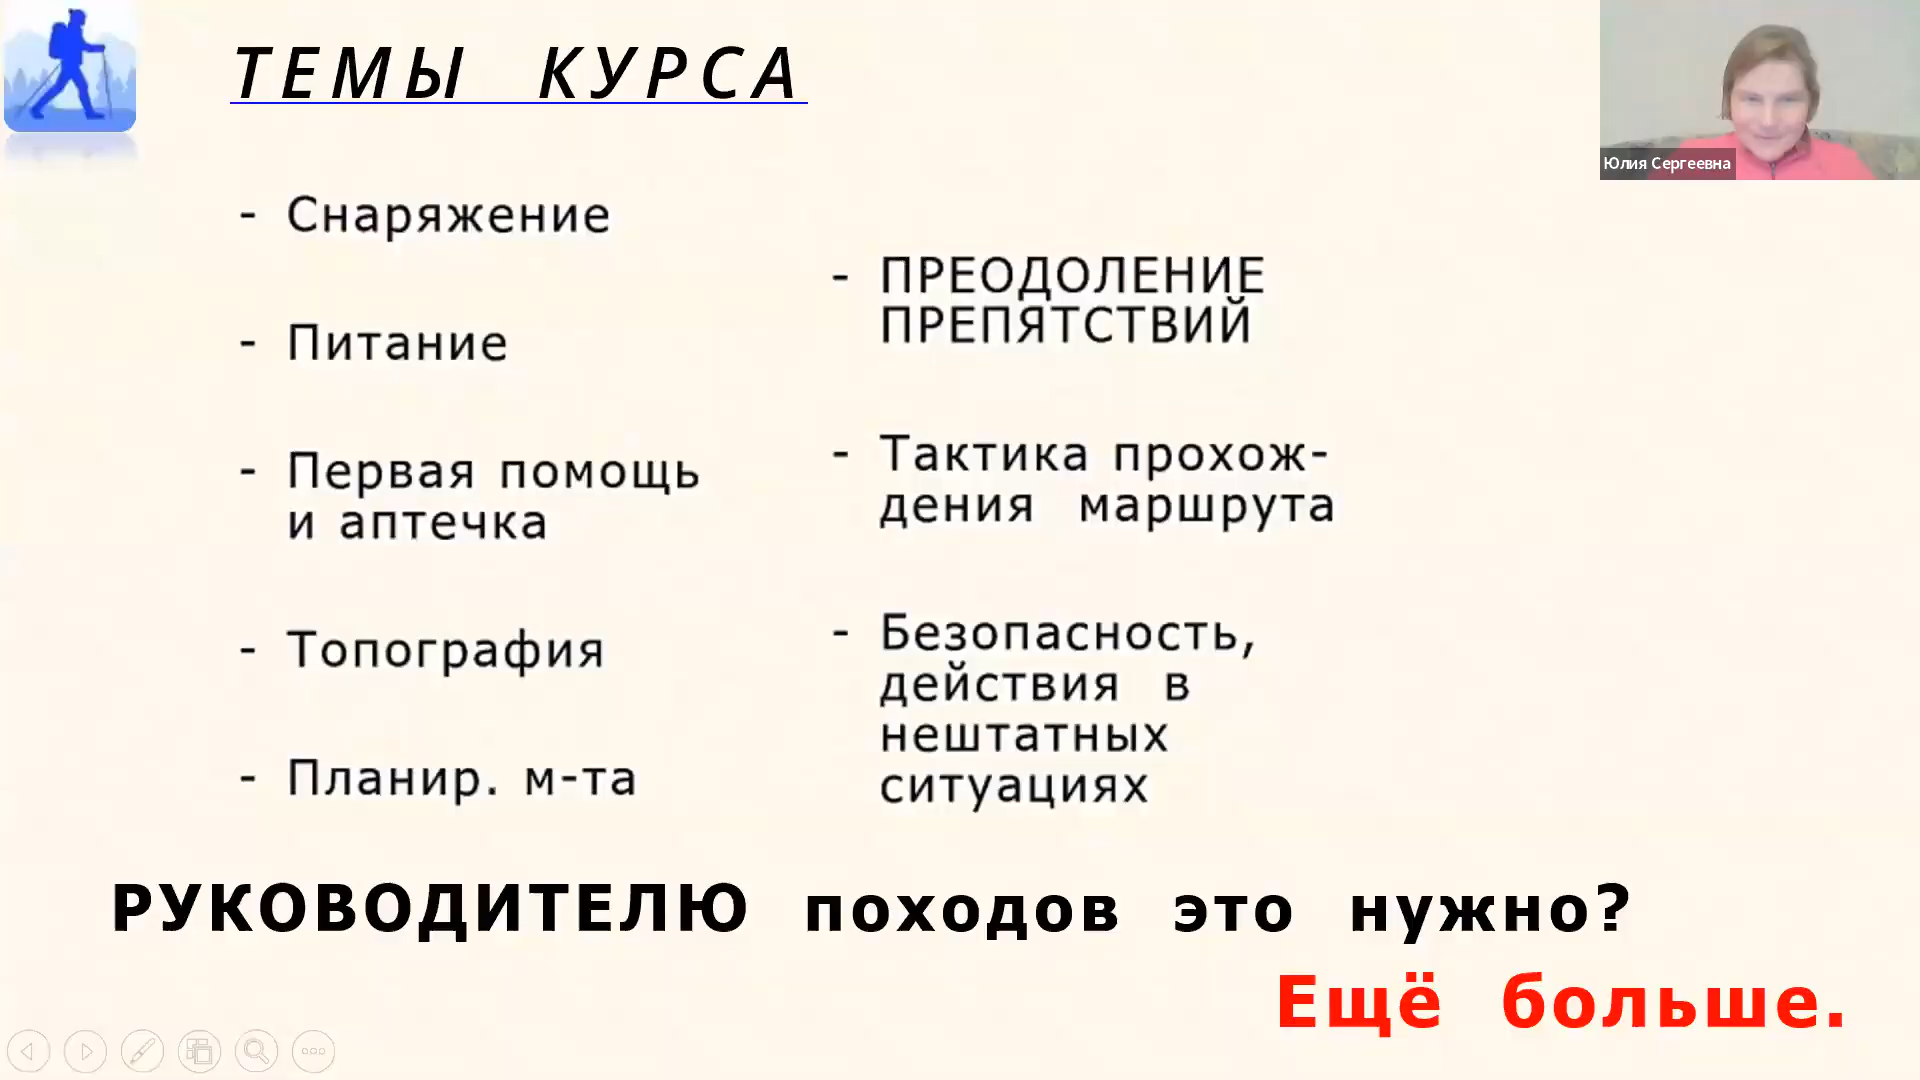 ТЕМЫ КУРСА
Юлия Сергеевна
- Снаряжение
- Питание
- Первая помощь
и аптечка
- Топография
- Планир. м-та
- ПРЕОДОЛЕНИЕ
ПРЕПЯТСТВИЙ
- Тактика прохож-
дения маршрута
- Безопасность,
действия в
нештатных
ситуациях
РУКОВОДИТЕЛЮ походов это нужно?
Ещё больше.